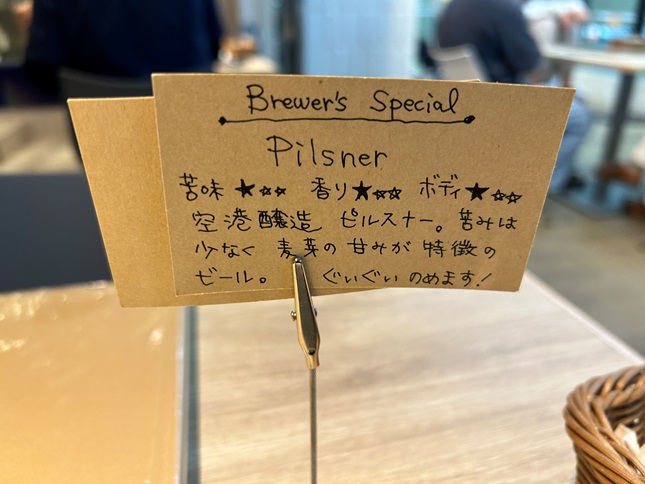 Brewer's Special
Pilsner
苦味 ★☆☆ 香り★☆☆ ボディ★☆☆
空港醸造 ピルスナー。苦みは
少なく 麦芽の甘みが特徴の
ビール。 ぐいぐいのめます!